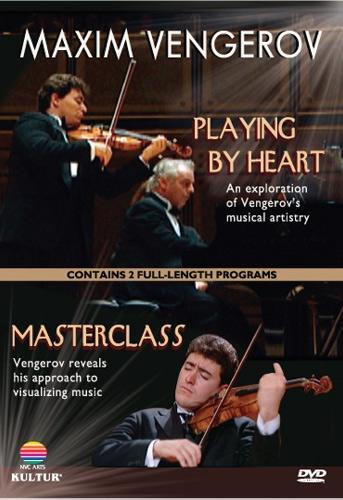 MAXIM VENGEROV
PLAYING
BY HEART
An exploration
of Vengerov's
musical artistry
CONTAINS 2 FULL-LENGTH PROGRAMS
MASTERCLASS
Vengerov reveals
his approach to
visualizing music
NVC ARTS
KULTUR®
DVD